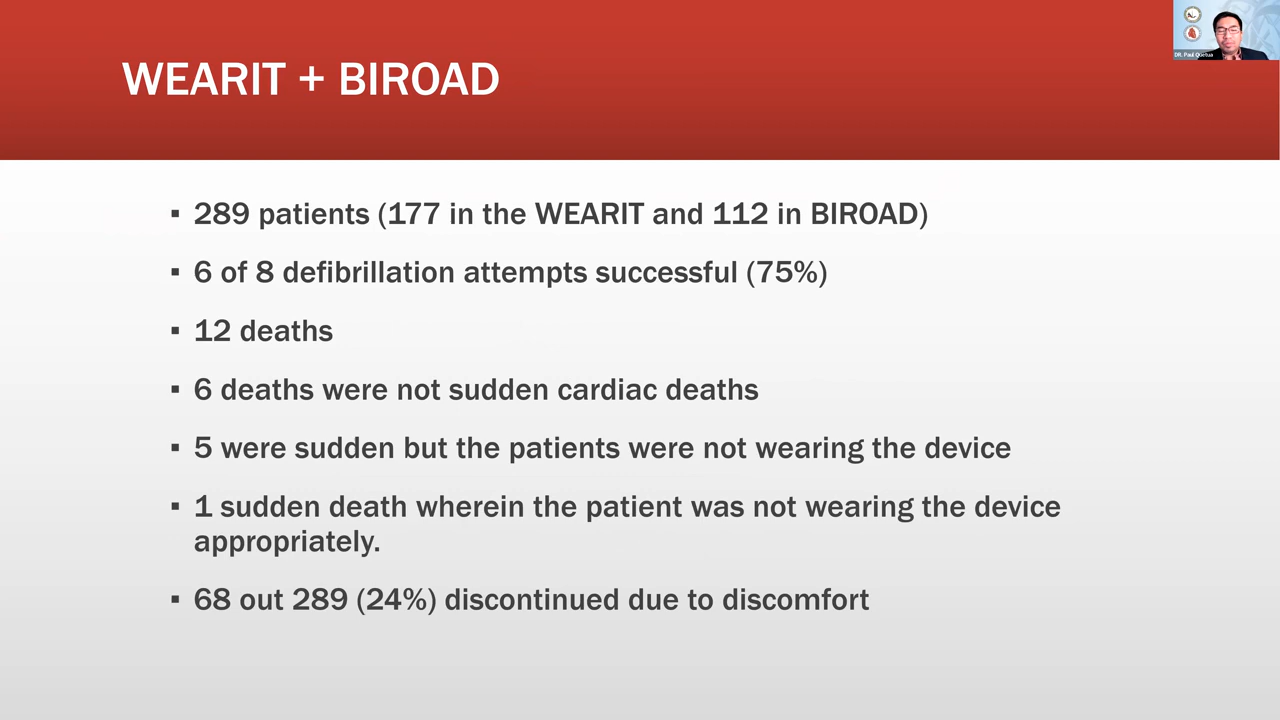 WEARIT + BIROAD
DR. Paul Quetua
▪ 289 patients (177 in the WEARIT and 112 in BIROAD)
▪ 6 of 8 defibrillation attempts successful (75%)
▪ 12 deaths
▪ 6 deaths were not sudden cardiac deaths
▪ 5 were sudden but the patients were not wearing the device
▪ 1 sudden death wherein the patient was not wearing the device
appropriately.
▪ 68 out 289 (24%) discontinued due to discomfort